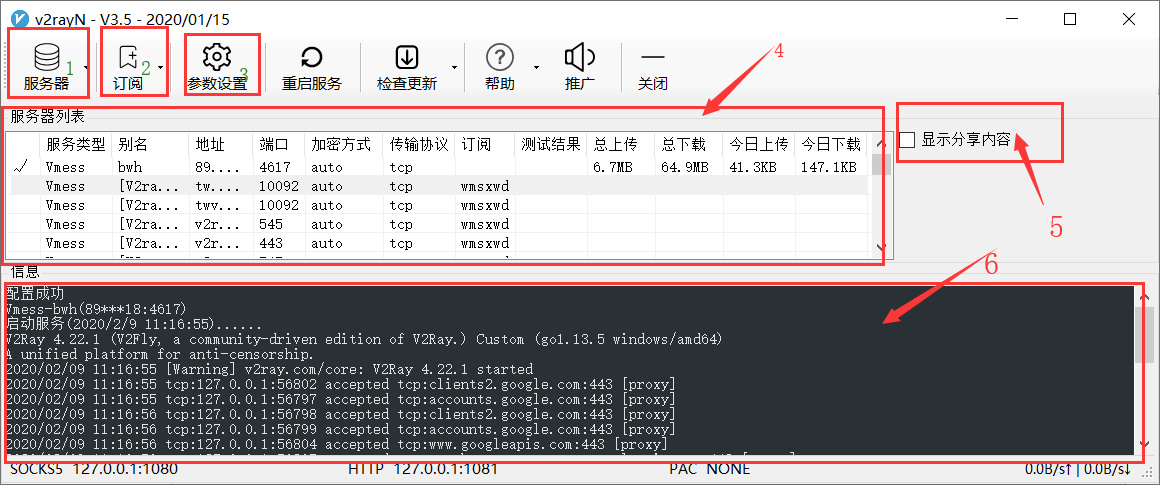 v2rayN - V3.5 - 2020/01/15
服务器 1
订阅 2
参数设置 3
重启服务
检查更新
帮助
推广
关闭
4
服务器列表
服务类型 别名 地址 端口 加密方式 传输协议 订阅 测试结果 总上传 总下载 今日上传 今日下载
Vmess bwh 89.... 4617 auto tcp 6.7MB 64.9MB 41.3KB 147.1KB
Vmess [V2ra... tw... 10092 auto tcp wmsxwd
Vmess [V2ra... twv... 10092 auto tcp wmsxwd
Vmess [V2ra... v2r... 545 auto tcp wmsxwd
Vmess [V2ra... v2r... 443 auto tcp wmsxwd
显示分享内容
5
信息
6
配置成功
Vmess-bwh(89***18:4617)
启动服务(2020/2/9 11:16:55)......
V2Ray 4.22.1 (V2Fly, a community-driven edition of V2Ray.) Custom (go1.13.5 windows/amd64)
A unified platform for anti-censorship.
2020/02/09 11:16:55 [Warning] v2ray.com/core: V2Ray 4.22.1 started
2020/02/09 11:16:55 tcp:127.0.0.1:56802 accepted tcp:clients2.google.com:443 [proxy]
2020/02/09 11:16:55 tcp:127.0.0.1:56797 accepted tcp:accounts.google.com:443 [proxy]
2020/02/09 11:16:56 tcp:127.0.0.1:56798 accepted tcp:clients2.google.com:443 [proxy]
2020/02/09 11:16:56 tcp:127.0.0.1:56799 accepted tcp:accounts.google.com:443 [proxy]
2020/02/09 11:16:56 tcp:127.0.0.1:56804 accepted tcp:www.googleapis.com:443 [proxy]
SOCKS5 127.0.0.1:1080 HTTP 127.0.0.1:1081 PAC NONE 0.0B/s↑ | 0.0B/s↓